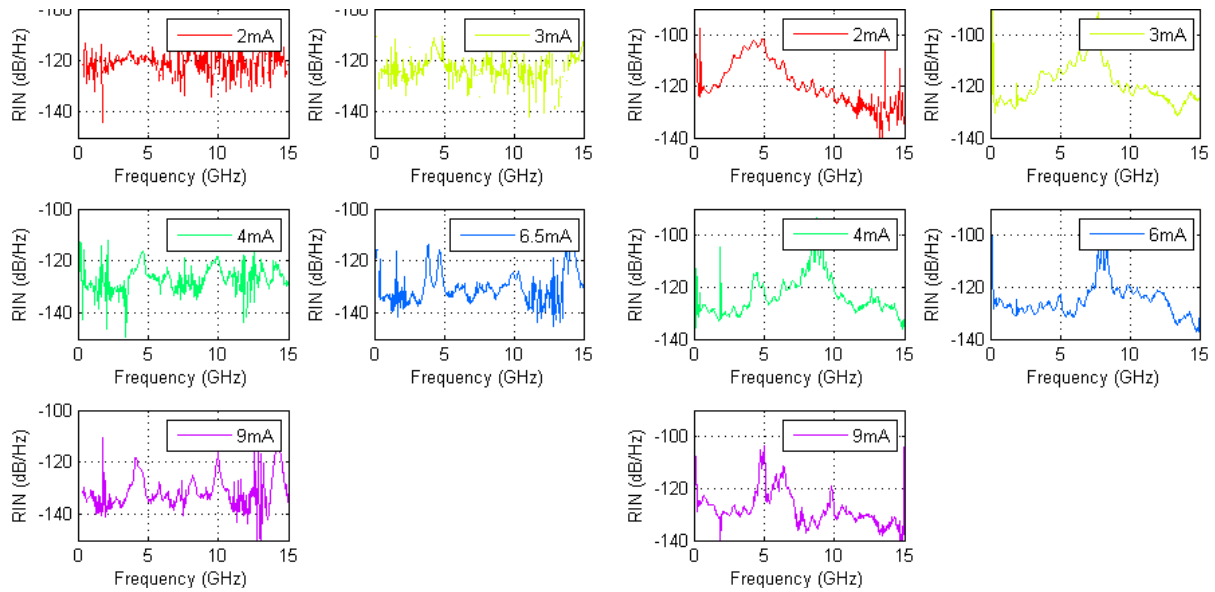 -100 2mA
-120
-140
RIN (dB/Hz)
0 5 10 15
Frequency (GHz)
-100 3mA
-120
-140
RIN (dB/Hz)
0 5 10 15
Frequency (GHz)
-100 2mA
-120
-140
RIN (dB/Hz)
0 5 10 15
Frequency (GHz)
-100 3mA
-120
-140
RIN (dB/Hz)
0 5 10 15
Frequency (GHz)
-100 4mA
-120
-140
RIN (dB/Hz)
0 5 10 15
Frequency (GHz)
-100 6.5mA
-120
-140
RIN (dB/Hz)
0 5 10 15
Frequency (GHz)
-100 4mA
-120
-140
RIN (dB/Hz)
0 5 10 15
Frequency (GHz)
-100 6mA
-120
-140
RIN (dB/Hz)
0 5 10 15
Frequency (GHz)
-100 9mA
-120
-140
RIN (dB/Hz)
0 5 10 15
Frequency (GHz)
-100 9mA
-120
-140
RIN (dB/Hz)
0 5 10 15
Frequency (GHz)